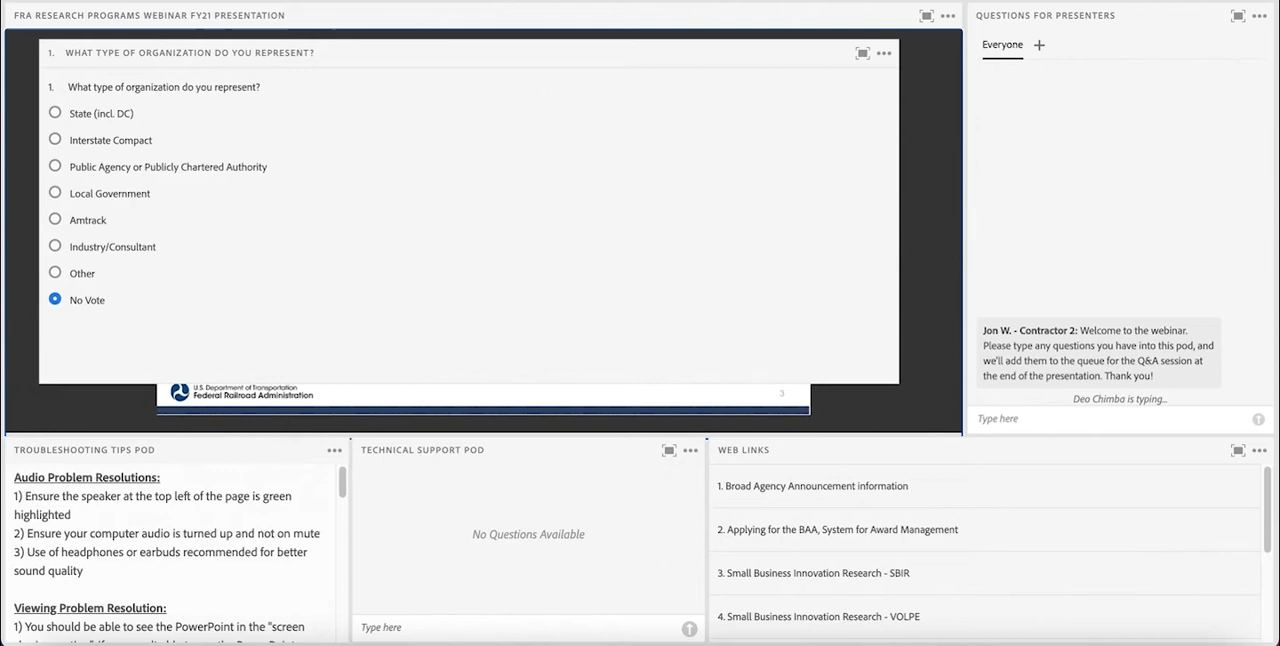 FRA RESEARCH PROGRAMS WEBINAR FY21 PRESENTATION
1. WHAT TYPE OF ORGANIZATION DO YOU REPRESENT?
1. What type of organization do you represent?
State (incl. DC)
Interstate Compact
Public Agency or Publicly Chartered Authority
Local Government
Amtrack
Industry/Consultant
Other
No Vote
U.S. Department of Transportation
Federal Railroad Administration
3
QUESTIONS FOR PRESENTERS
Everyone
Jon W. - Contractor 2: Welcome to the webinar.
Please type any questions you have into this pod, and
we'll add them to the queue for the Q&A session at
the end of the presentation. Thank you!
Deo Chimba is typing...
Type here
TROUBLESHOOTING TIPS POD
Audio Problem Resolutions:
1) Ensure the speaker at the top left of the page is green
highlighted
2) Ensure your computer audio is turned up and not on mute
3) Use of headphones or earbuds recommended for better
sound quality
Viewing Problem Resolution:
1) You should be able to see the PowerPoint in the "screen
TECHNICAL SUPPORT POD
No Questions Available
Type here
WEB LINKS
1. Broad Agency Announcement information
2. Applying for the BAA, System for Award Management
3. Small Business Innovation Research - SBIR
4. Small Business Innovation Research - VOLPE